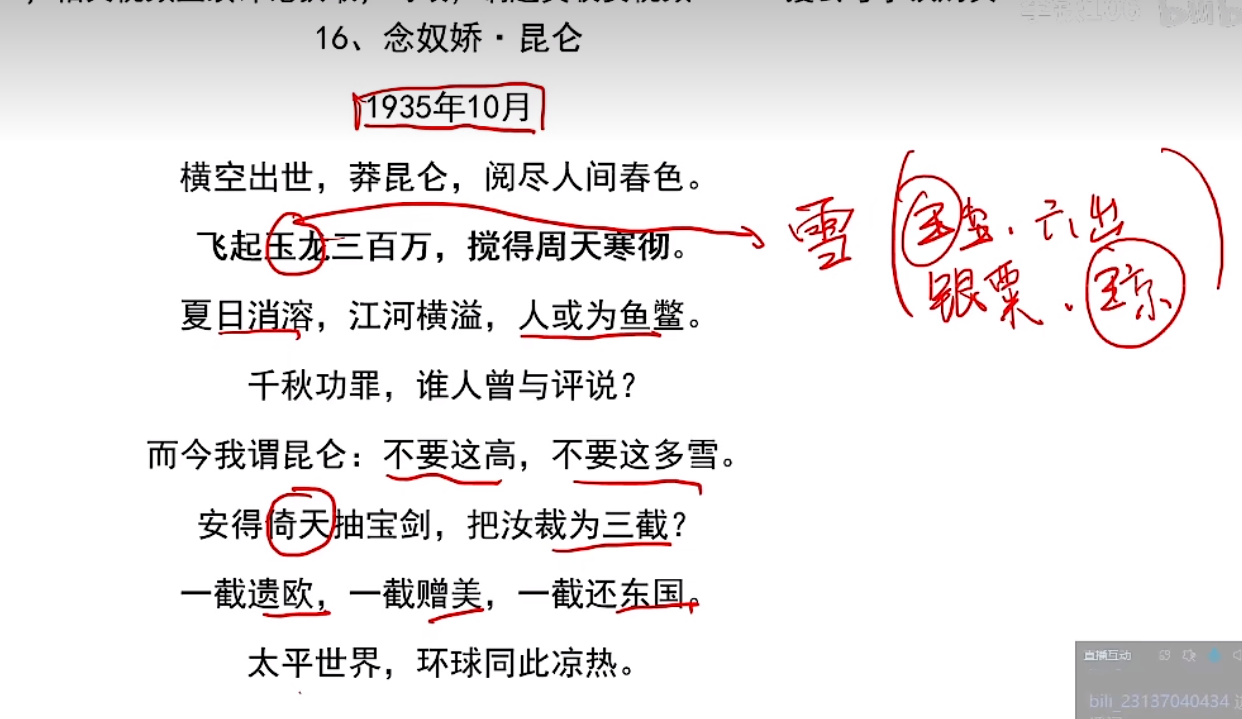 16、念奴娇·昆仑
1935年10月
横空出世，莽昆仑，阅尽人间春色。
飞起玉龙三百万，搅得周天寒彻。
夏日消溶，江河横溢，人或为鱼鳖。
千秋功罪，谁人曾与评说？
而今我谓昆仑：不要这高，不要这多雪。
安得倚天抽宝剑，把汝裁为三截？
一截遗欧，一截赠美，一截还东国。
太平世界，环球同此凉热。
雪
六出
银粟
直播互动
bili_23137040434